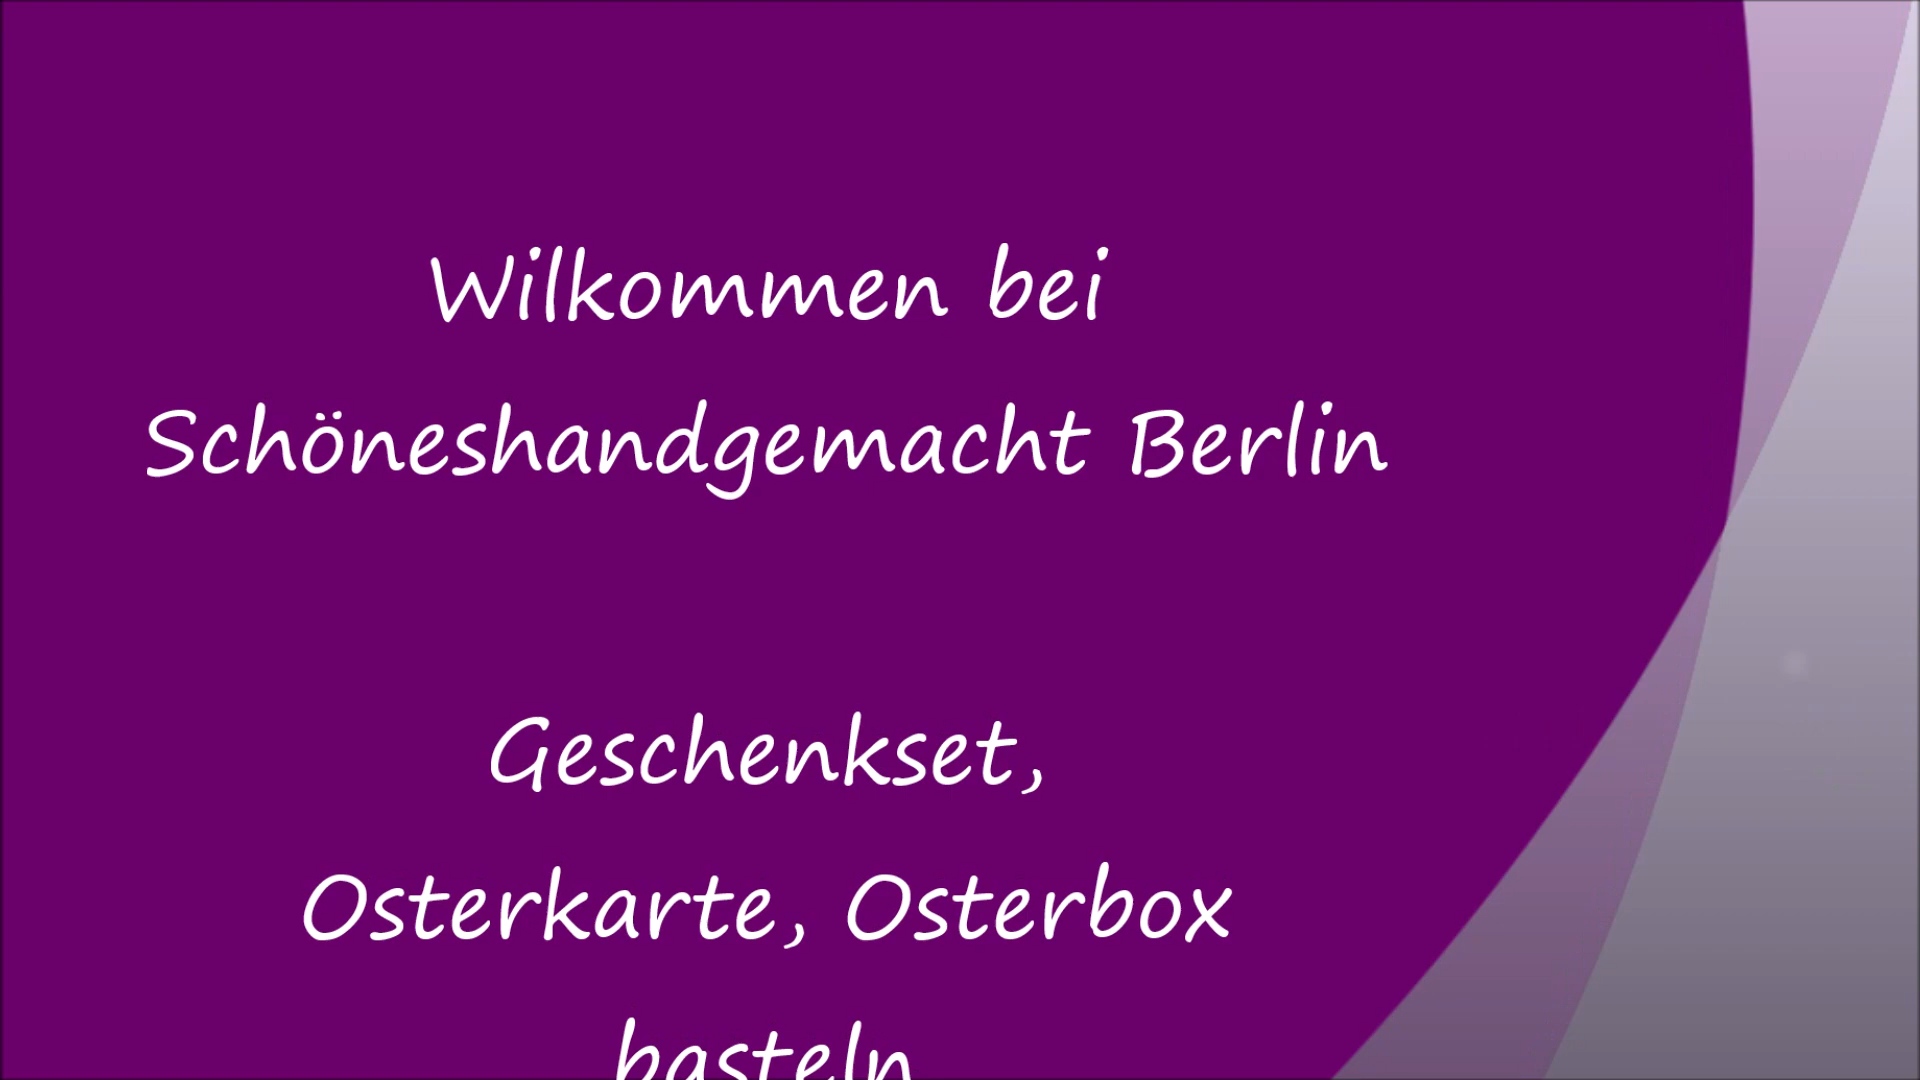 Wilkommen bei
Schöneshandgemacht Berlin
Geschenkset,
Osterkarte, Osterbox
basteln